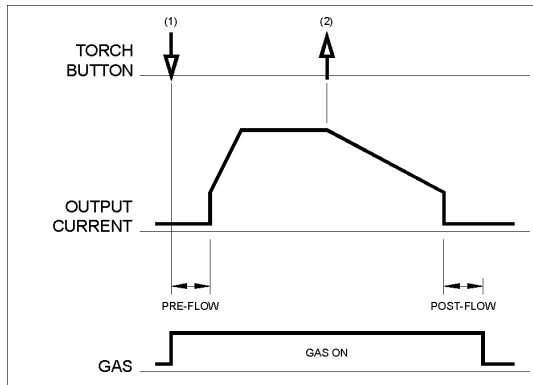 (1) (2)
TORCH
BUTTON
OUTPUT
CURRENT
PRE-FLOW POST-FLOW
GAS ON
GAS